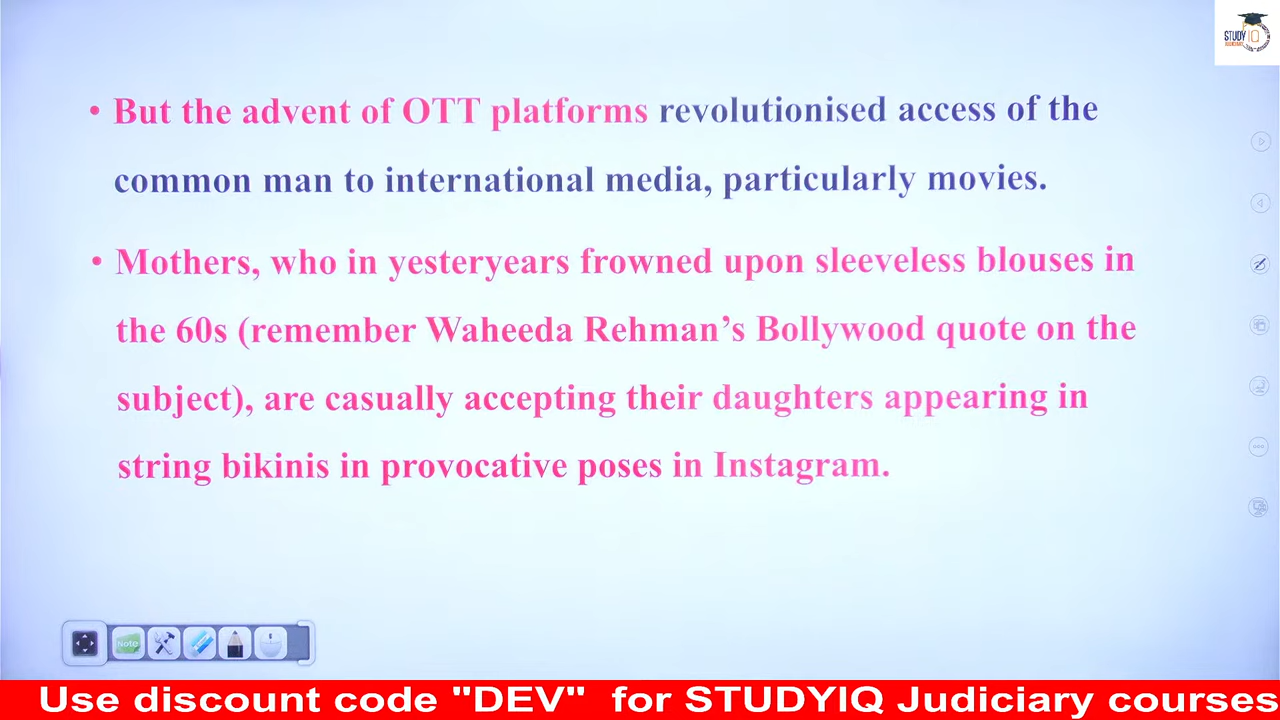 STUDY IQ
JUDICIARY
• But the advent of OTT platforms revolutionised access of the
common man to international media, particularly movies.
• Mothers, who in yesteryears frowned upon sleeveless blouses in
the 60s (remember Waheeda Rehman’s Bollywood quote on the
subject), are casually accepting their daughters appearing in
string bikinis in provocative poses in Instagram.
Note
Use discount code "DEV" for STUDYIQ Judiciary courses